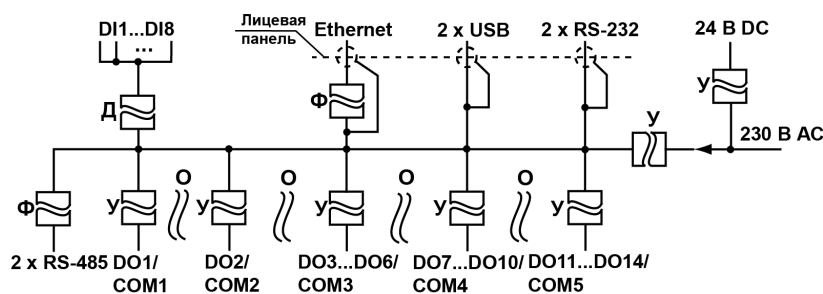 DI1...DI8
Лицевая
панель
Ethernet
2 x USB
2 x RS-232
24 В DC
...
Д
Ф
У
У
230 В AC
Ф
У
О
У
О
У
О
У
О
У
2 x RS-485
DO1/
COM1
DO2/
COM2
DO3...DO6/
COM3
DO7...DO10/
COM4
DO11...DO14/
COM5